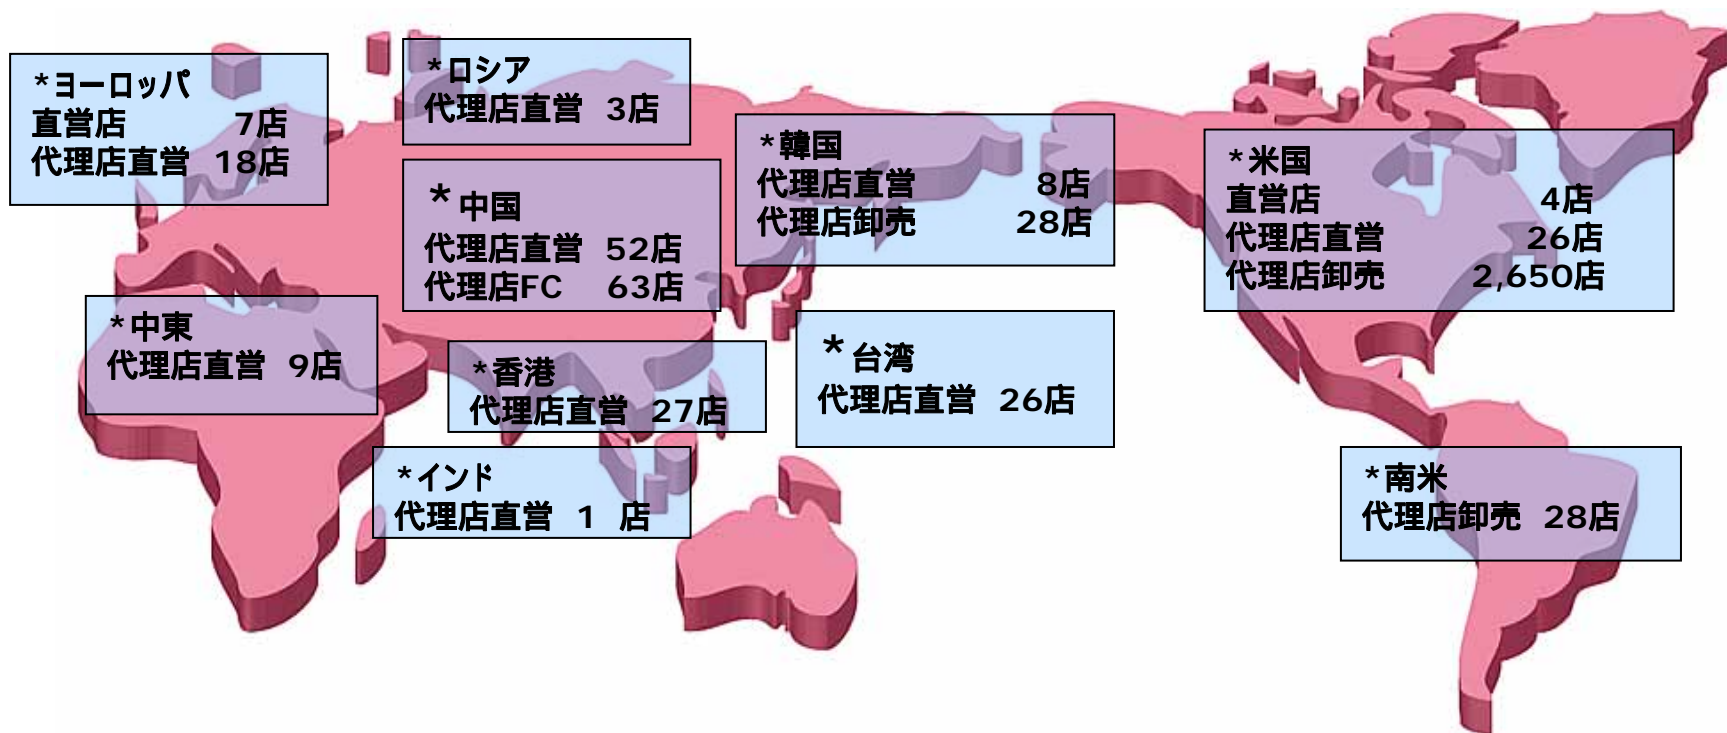 *ヨーロッパ
直営店 7店
代理店直営 18店
*ロシア
代理店直営 3店
*中国
代理店直営 52店
代理店FC 63店
*韓国
代理店直営 8店
代理店卸売 28店
*米国
直営店 4店
代理店直営 26店
代理店卸売 2,650店
*中東
代理店直営 9店
*香港
代理店直営 27店
*台湾
代理店直営 26店
*インド
代理店直営 1 店
*南米
代理店卸売 28店